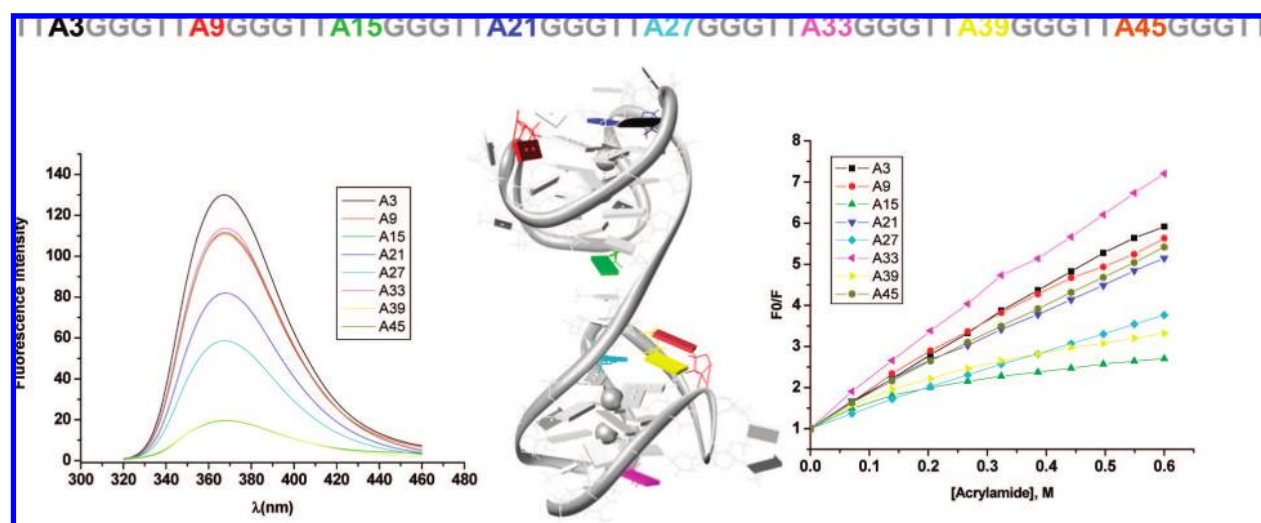 TTA3GGGTTA9GGGTTA15GGGTTA21GGGTTA27GGGTTA33GGGTTA39GGGTTA45GGGTT
140
120
100
80
60
40
20
0
Fluorescence Intensity
300 320 340 360 380 400 420 440 460 480
λ(nm)
A3
A9
A15
A21
A27
A33
A39
A45
8
7
6
5
4
3
2
1
F0/F
0.0 0.1 0.2 0.3 0.4 0.5 0.6
[Acrylamide], M
A3
A9
A15
A21
A27
A33
A39
A45